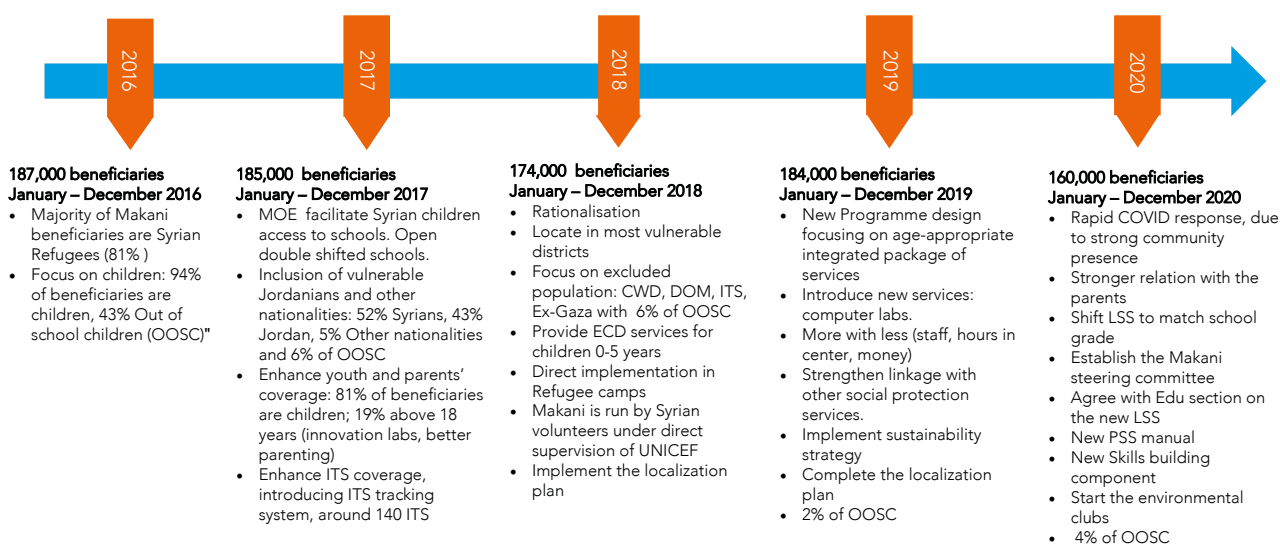 2016
2017
2018
2019
2020
187,000 beneficiaries
January – December 2016
• Majority of Makani
beneficiaries are Syrian
Refugees (81% )
• Focus on children: 94%
of beneficiaries are
children, 43% Out of
school children (OOSC)"
185,000 beneficiaries
January – December 2017
• MOE facilitate Syrian children
access to schools. Open
double shifted schools.
• Inclusion of vulnerable
Jordanians and other
nationalities: 52% Syrians, 43%
Jordan, 5% Other nationalities
and 6% of OOSC
• Enhance youth and parents’
coverage: 81% of beneficiaries
are children; 19% above 18
years (innovation labs, better
parenting)
• Enhance ITS coverage,
introducing ITS tracking
system, around 140 ITS
174,000 beneficiaries
January – December 2018
• Rationalisation
• Locate in most vulnerable
districts
• Focus on excluded
population: CWD, DOM, ITS,
Ex-Gaza with 6% of OOSC
• Provide ECD services for
children 0-5 years
• Direct implementation in
Refugee camps
• Makani is run by Syrian
volunteers under direct
supervision of UNICEF
• Implement the localization
plan
184,000 beneficiaries
January – December 2019
• New Programme design
focusing on age-appropriate
integrated package of
services
• Introduce new services:
computer labs.
• More with less (staff, hours in
center, money)
• Strengthen linkage with
other social protection
services.
• Implement sustainability
strategy
• Complete the localization
plan
• 2% of OOSC
160,000 beneficiaries
January – December 2020
• Rapid COVID response, due
to strong community
presence
• Stronger relation with the
parents
• Shift LSS to match school
grade
• Establish the Makani
steering committee
• Agree with Edu section on
the new LSS
• New PSS manual
• New Skills building
component
• Start the environmental
clubs
• 4% of OOSC